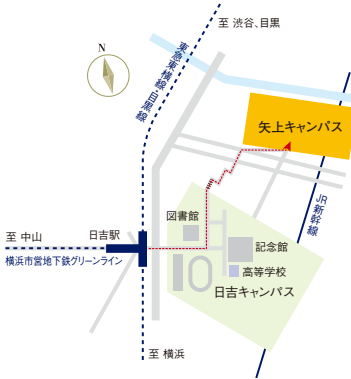 至 渋谷、目黒
N
東急東横線・目黒線
矢上キャンパス
JR新幹線
図書館
至 中山
日吉駅
記念館
横浜市営地下鉄グリーンライン
高等学校
日吉キャンパス
至 横浜